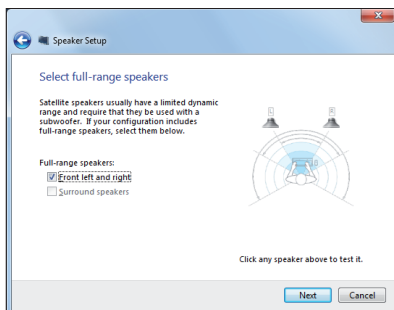 Speaker Setup
Select full-range speakers
Satellite speakers usually have a limited dynamic
range and require that they be used with a
subwoofer. If your configuration includes
full-range speakers, select them below.
L R
Full-range speakers:
Front left and right
Surround speakers
Click any speaker above to test it.
Next Cancel